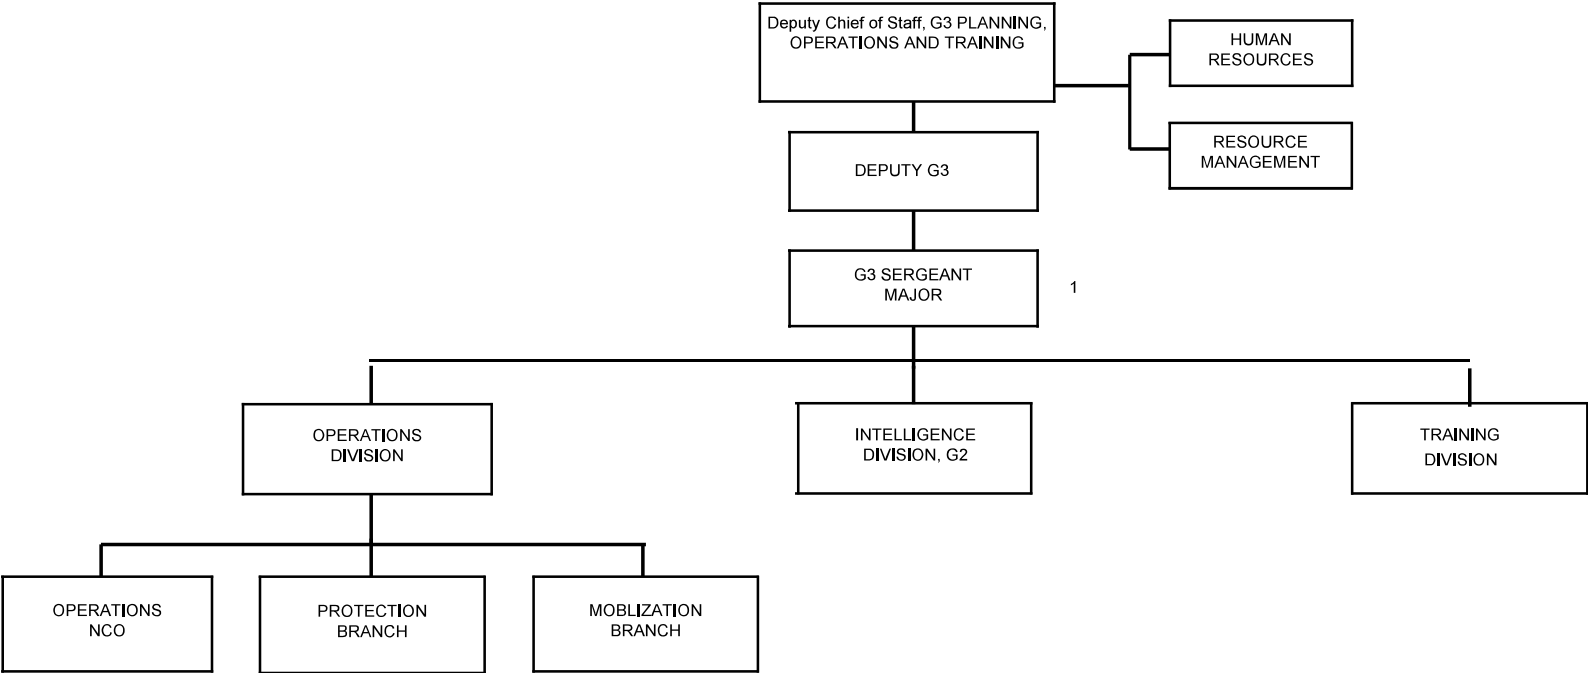 Deputy Chief of Staff, G3 PLANNING,
OPERATIONS AND TRAINING
HUMAN
RESOURCES
RESOURCE
MANAGEMENT
DEPUTY G3
G3 SERGEANT
MAJOR
1
OPERATIONS
DIVISION
INTELLIGENCE
DIVISION, G2
TRAINING
DIVISION
OPERATIONS
NCO
PROTECTION
BRANCH
MOBLIZATION
BRANCH